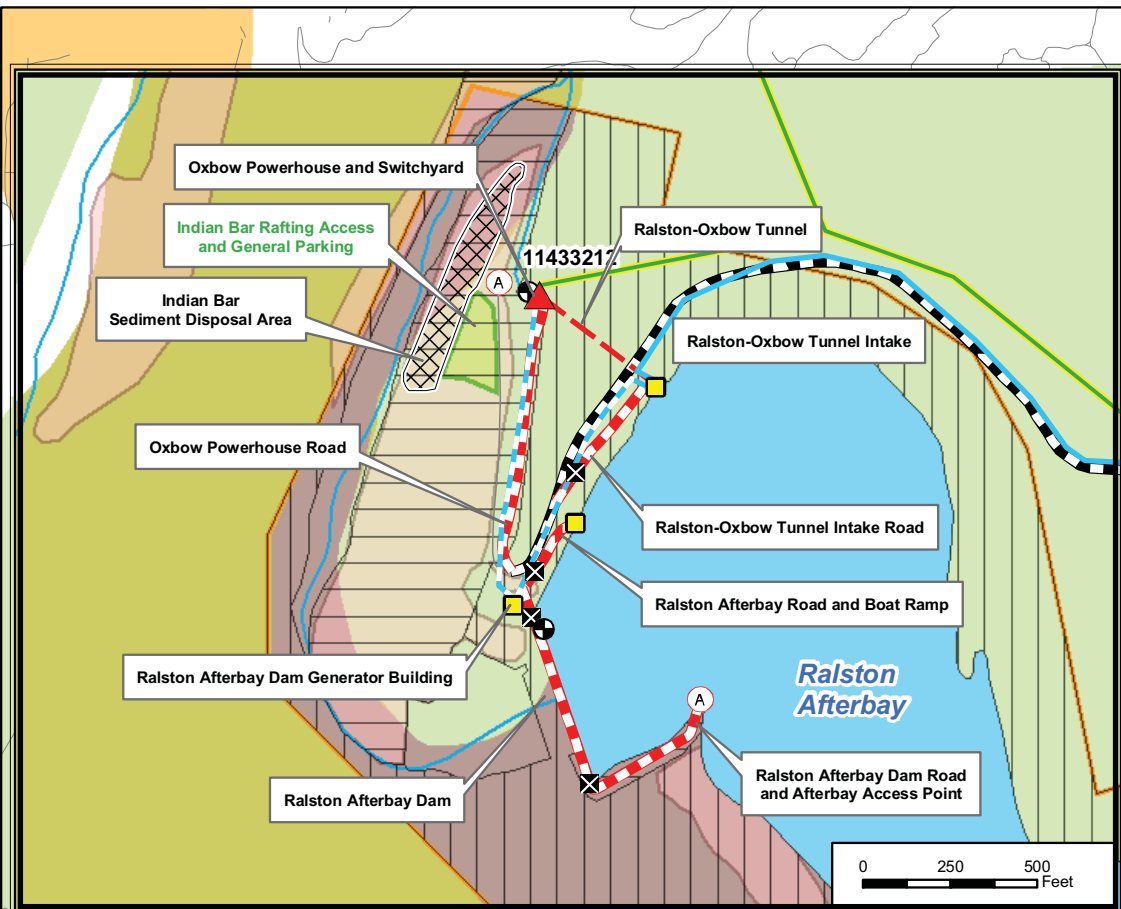 Oxbow Powerhouse and Switchyard
Indian Bar Rafting Access
and General Parking
Ralston-Oxbow Tunnel
11433212
A
Indian Bar
Sediment Disposal Area
Ralston-Oxbow Tunnel Intake
Oxbow Powerhouse Road
Ralston-Oxbow Tunnel Intake Road
Ralston Afterbay Road and Boat Ramp
Ralston Afterbay Dam Generator Building
Ralston
Afterbay
A
Ralston Afterbay Dam
Ralston Afterbay Dam Road
and Afterbay Access Point
0 250 500
Feet